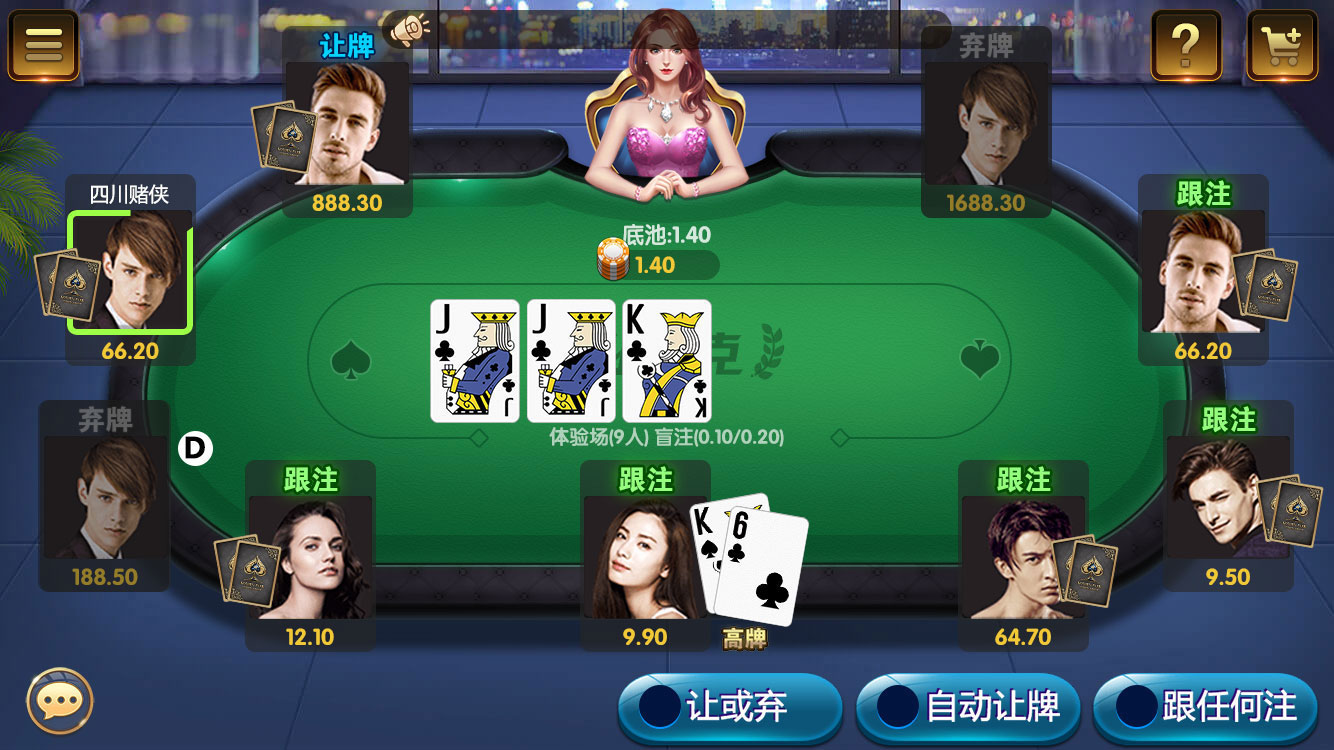 让牌
弃牌
888.30
1688.30
四川赌侠
跟注
66.20
66.20
底池:1.40
1.40
J
J
K
J
J
K
克
体验场(9人) 盲注(0.10/0.20)
弃牌
D
跟注
188.50
9.50
跟注
跟注
跟注
K
6
12.10
9.90
高牌
64.70
让或弃
自动让牌
跟任何注
?